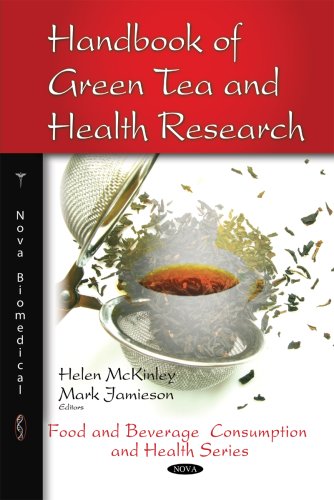 Handbook of
Green Tea and
Health Research
Nova Biomedical
Helen McKinley
Mark Jamieson
Editors
Food and Beverage Consumption
and Health Series
NOVA